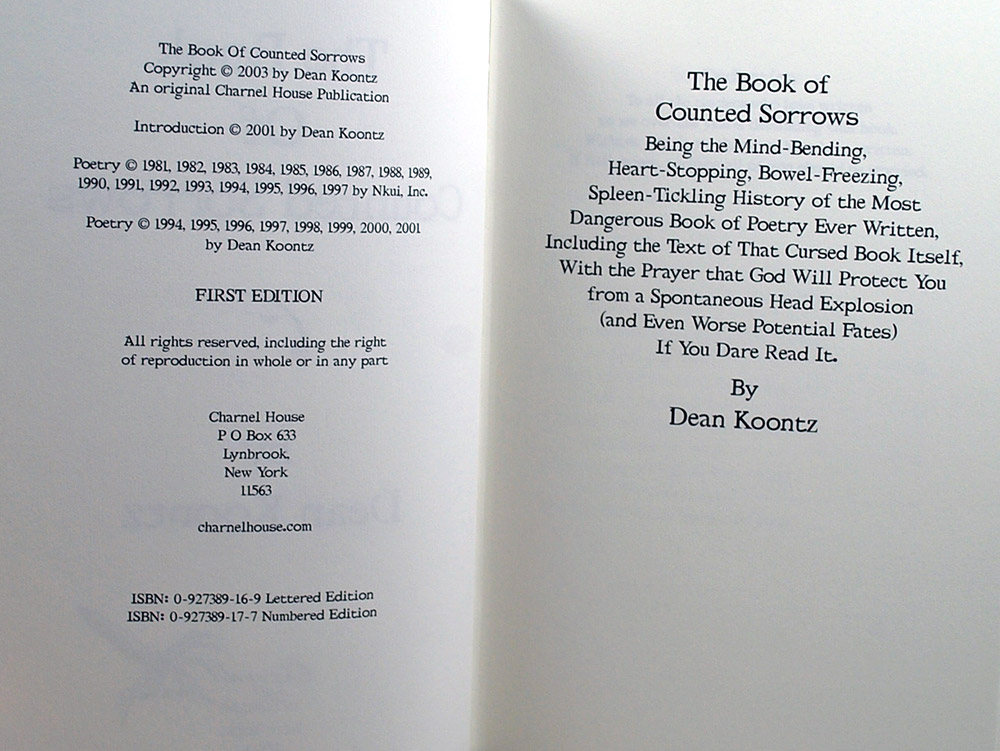 The Book Of Counted Sorrows
Copyright © 2003 by Dean Koontz
An original Charnel House Publication
Introduction © 2001 by Dean Koontz
Poetry © 1981, 1982, 1983, 1984, 1985, 1986, 1987, 1988, 1989,
1990, 1991, 1992, 1993, 1994, 1995, 1996, 1997 by Nkui, Inc.
Poetry © 1994, 1995, 1996, 1997, 1998, 1999, 2000, 2001
by Dean Koontz
FIRST EDITION
All rights reserved, including the right
of reproduction in whole or in any part
Charnel House
P O Box 633
Lynbrook,
New York
11563
charnelhouse.com
ISBN: 0-927389-16-9 Lettered Edition
ISBN: 0-927389-17-7 Numbered Edition
The Book of
Counted Sorrows
Being the Mind-Bending,
Heart-Stopping, Bowel-Freezing,
Spleen-Tickling History of the Most
Dangerous Book of Poetry Ever Written,
Including the Text of That Cursed Book Itself,
With the Prayer that God Will Protect You
from a Spontaneous Head Explosion
(and Even Worse Potential Fates)
If You Dare Read It.
By
Dean Koontz